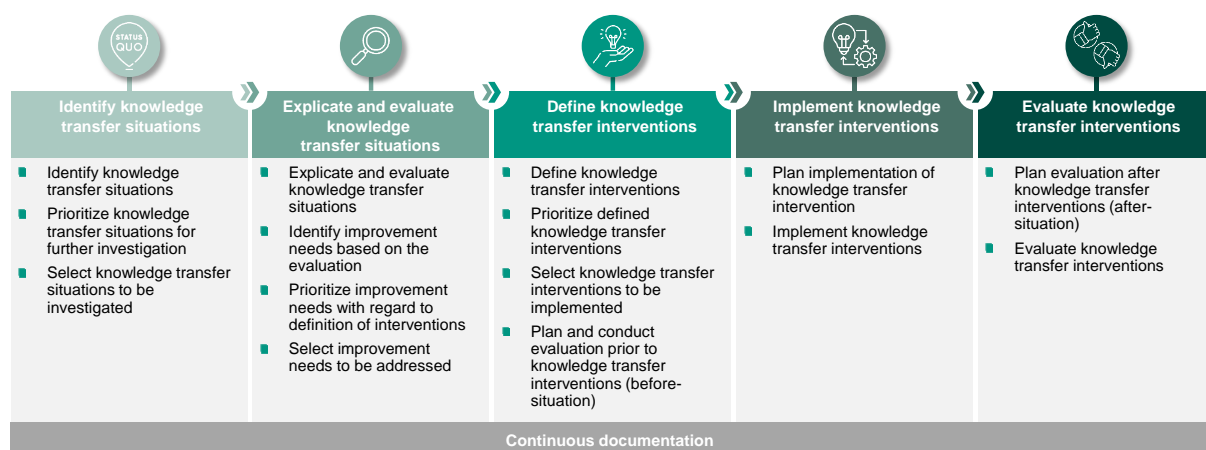 STATUS
QUO
Identify knowledge
transfer situations
Explicate and evaluate
knowledge
transfer situations
Define knowledge
transfer interventions
Implement knowledge
transfer interventions
Evaluate knowledge
transfer interventions
Identify knowledge
transfer situations
Prioritize knowledge
transfer situations for
further investigation
Select knowledge transfer
situations to be
investigated
Explicate and evaluate
knowledge transfer
situations
Identify improvement
needs based on the
evaluation
Prioritize improvement
needs with regard to
definition of interventions
Select improvement
needs to be addressed
Define knowledge
transfer interventions
Prioritize defined
knowledge transfer
interventions
Select knowledge transfer
interventions to be
implemented
Plan and conduct
evaluation prior to
knowledge transfer
interventions (before-
situation)
Plan implementation of
knowledge transfer
intervention
Implement knowledge
transfer interventions
Plan evaluation after
knowledge transfer
interventions (after-
situation)
Evaluate knowledge
transfer interventions
Continuous documentation